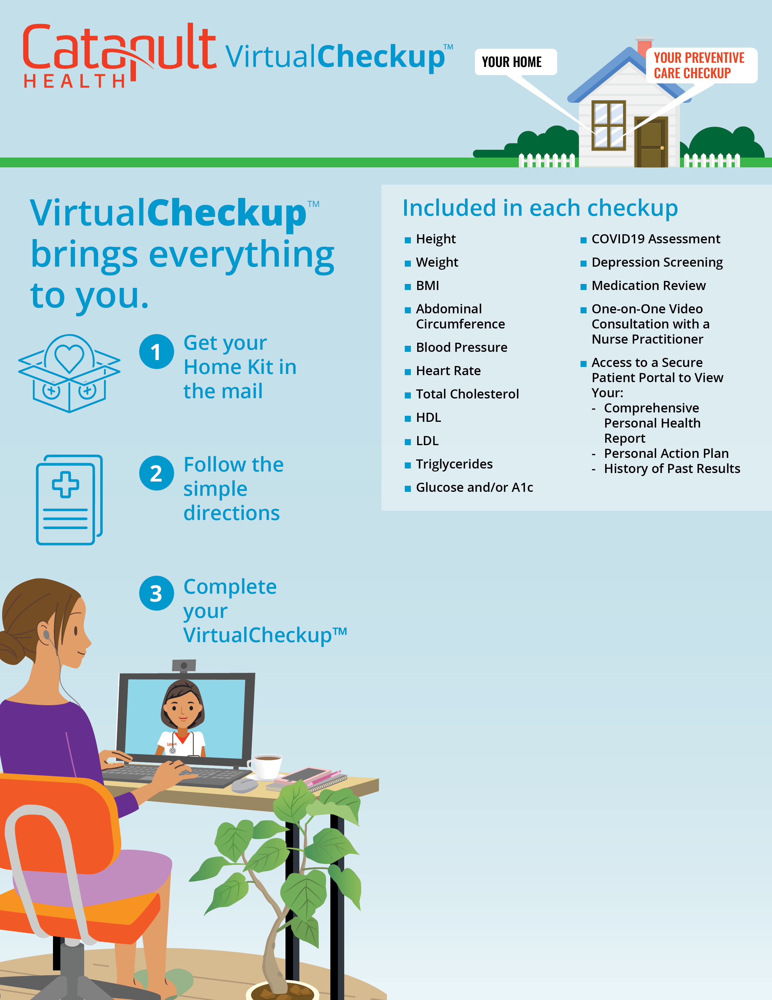 Catapult
HEALTH
VirtualCheckup™
YOUR HOME
YOUR PREVENTIVE
CARE CHECKUP
VirtualCheckup™
brings everything
to you.
1
Get your
Home Kit in
the mail
2
Follow the
simple
directions
3
Complete
your
VirtualCheckup™
Catapult
Included in each checkup
Height
Weight
BMI
Abdominal
Circumference
Blood Pressure
Heart Rate
Total Cholesterol
HDL
LDL
Triglycerides
Glucose and/or A1c
COVID19 Assessment
Depression Screening
Medication Review
One-on-One Video
Consultation with a
Nurse Practitioner
Access to a Secure
Patient Portal to View
Your:
- Comprehensive
Personal Health
Report
- Personal Action Plan
- History of Past Results